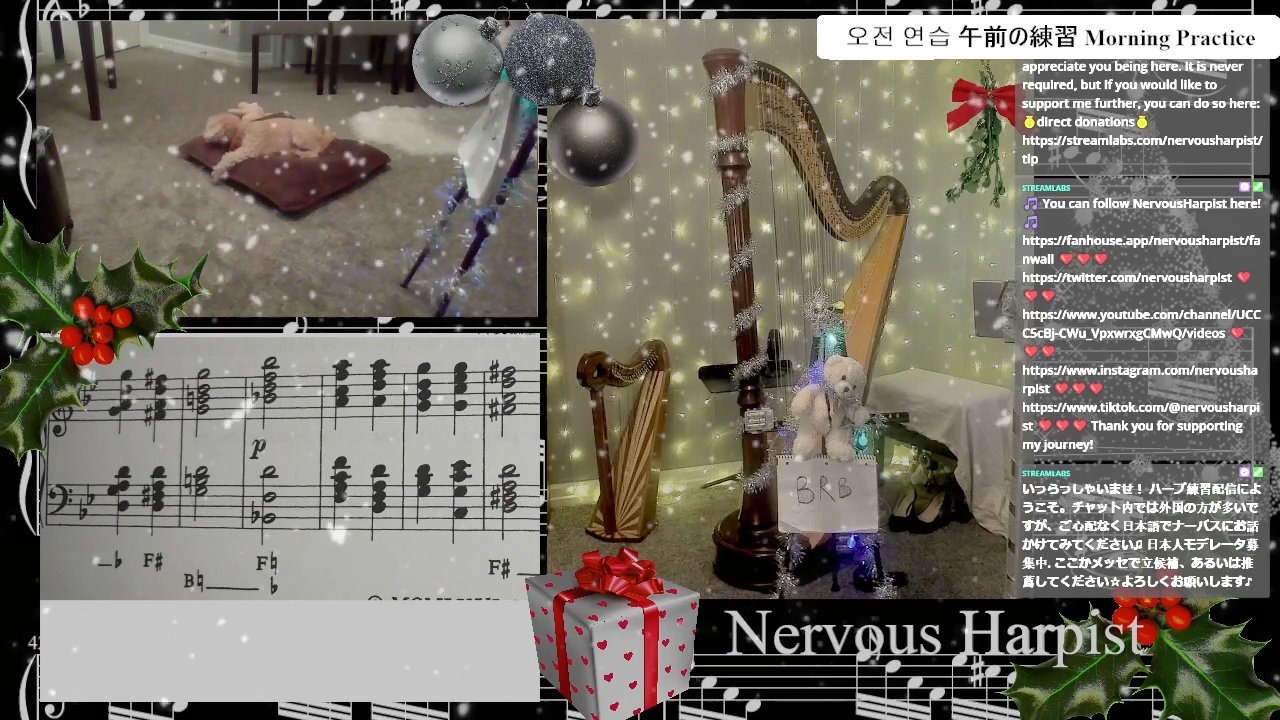 오전 연습 午前の練習 Morning Practice
appreciate you being here. It is never
required, but if you would like to
support me further, you can do so here:
💰direct donations💰
https://streamlabs.com/nervousharpist/
tip
STREAMLABS
🎵 You can follow NervousHarpist here!
🎵
https://fanhouse.app/nervousharpist/fa
nwall ❤️ ❤️ ❤️
https://twitter.com/nervousharpist ❤️
❤️ ❤️
https://www.youtube.com/channel/UCC
C5cBj-CWu_VpxwrxgCMwQ/videos ❤️
❤️ ❤️
https://www.instagram.com/nervousha
rpist ❤️ ❤️ ❤️
https://www.tiktok.com/@nervousharpi
st ❤️ ❤️ ❤️ Thank you for supporting
my journey!
STREAMLABS
いらっしゃいませ！ ハープ練習配信によ
うこそ。チャット内では外国の方が多いで
すが、ご心配なく日本語でナーバスにお話
かけてみてください♫ 日本人モデレータ募
集中. ここかメッセで立候補、あるいは推
薦してください☆よろしくお願いします♪
BRB
p
♭ F# F♮ F#
B♮ ♭
Nervous Harpist